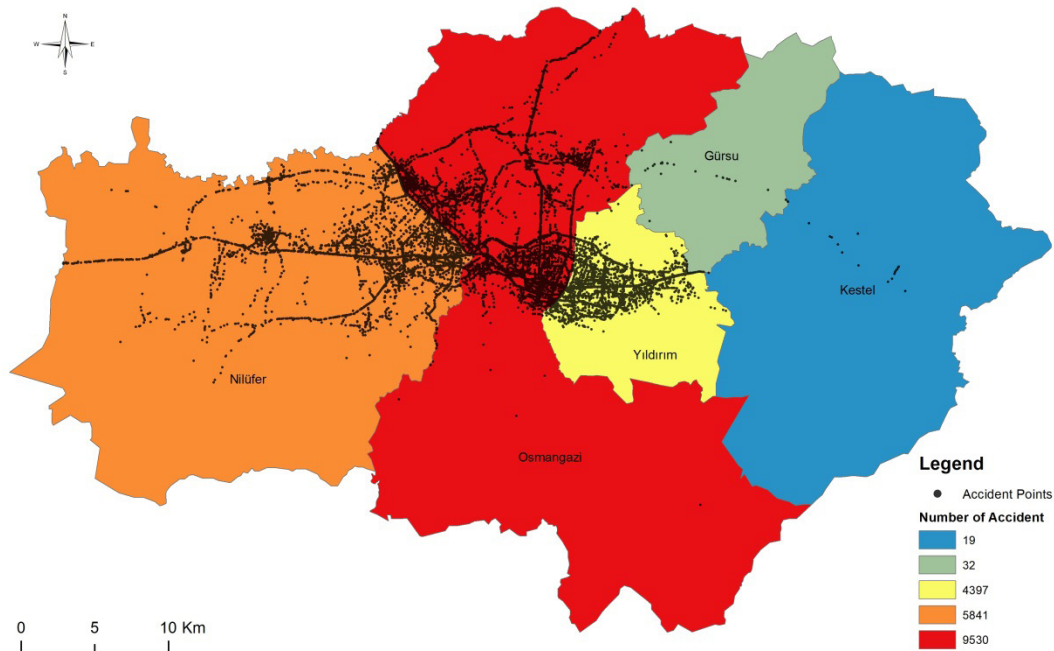 N
W E
S
Gürsu
Kestel
Yıldırım
Nilüfer
Osmangazi
Legend
Accident Points
Number of Accident
19
32
4397
5841
9530
0 5 10 Km